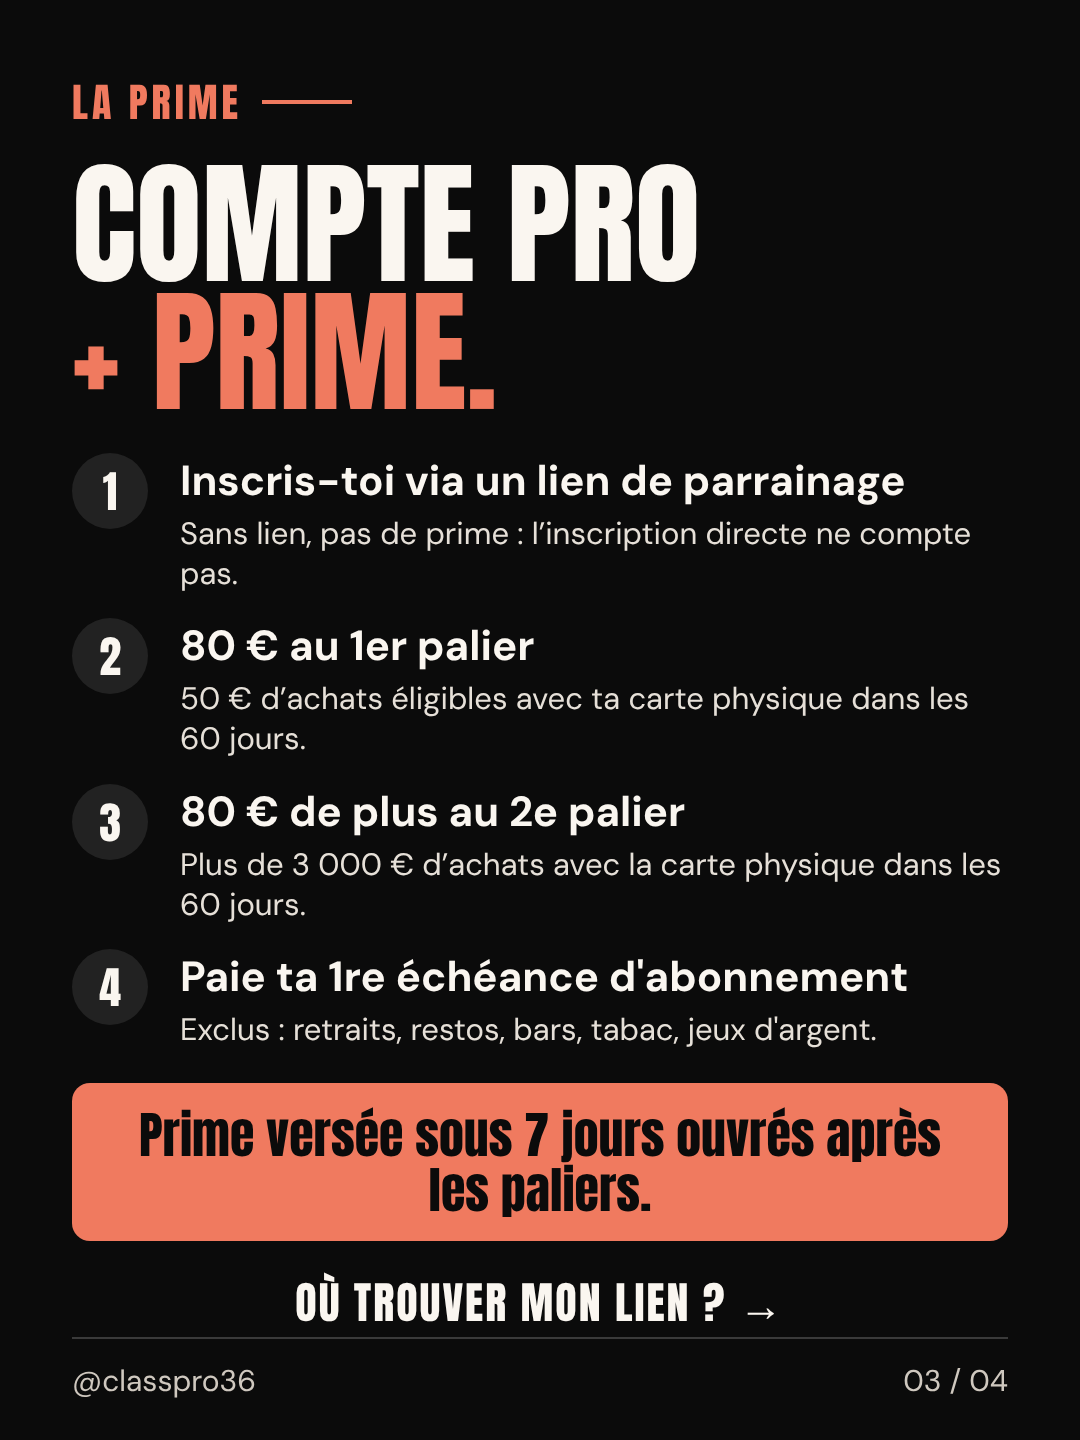 LA PRIME
COMPTE PRO
+ PRIME.
1
Inscris-toi via un lien de parrainage
Sans lien, pas de prime : l’inscription directe ne compte
pas.
2
80 € au 1er palier
50 € d’achats éligibles avec ta carte physique dans les
60 jours.
3
80 € de plus au 2e palier
Plus de 3 000 € d’achats avec la carte physique dans les
60 jours.
4
Paie ta 1re échéance d'abonnement
Exclus : retraits, restos, bars, tabac, jeux d'argent.
Prime versée sous 7 jours ouvrés après
les paliers.
OÙ TROUVER MON LIEN ? →
@classpro36
03 / 04